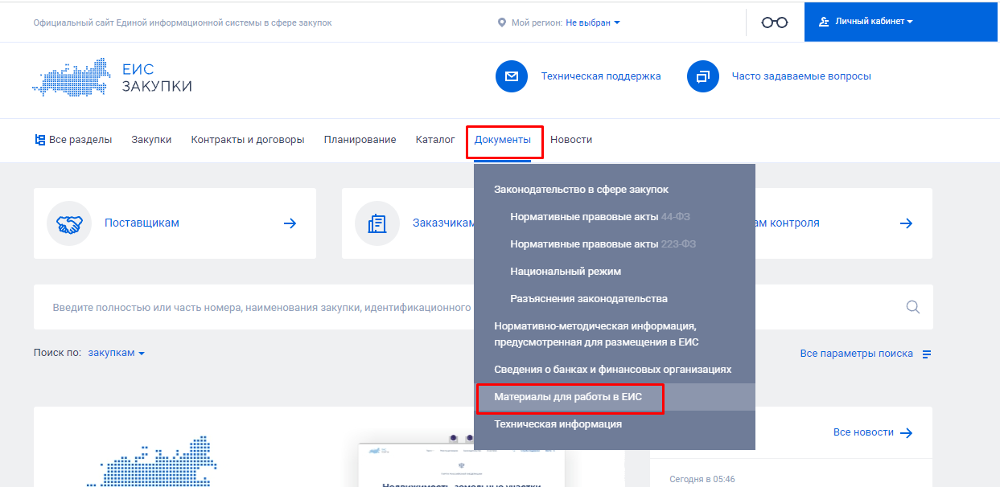 Официальный сайт Единой информационной системы в сфере закупок
Мой регион: Не выбран
Личный кабинет
ЕИС
ЗАКУПКИ
Техническая поддержка
Часто задаваемые вопросы
Все разделы
Закупки
Контракты и договоры
Планирование
Каталог
Документы
Новости
Законодательство в сфере закупок
Нормативные правовые акты 44-ФЗ
Нормативные правовые акты 223-ФЗ
Национальный режим
Разъяснения законодательства
Нормативно-методическая информация,
предусмотренная для размещения в ЕИС
Сведения о банках и финансовых организациях
Материалы для работы в ЕИС
Техническая информация
Поставщикам
Заказчикам
ам контроля
Введите полностью или часть номера, наименования закупки, идентификационного
Поиск по: закупкам
Все параметры поиска
Все новости
Сегодня в 05:46
Недвижимость, земельные участки